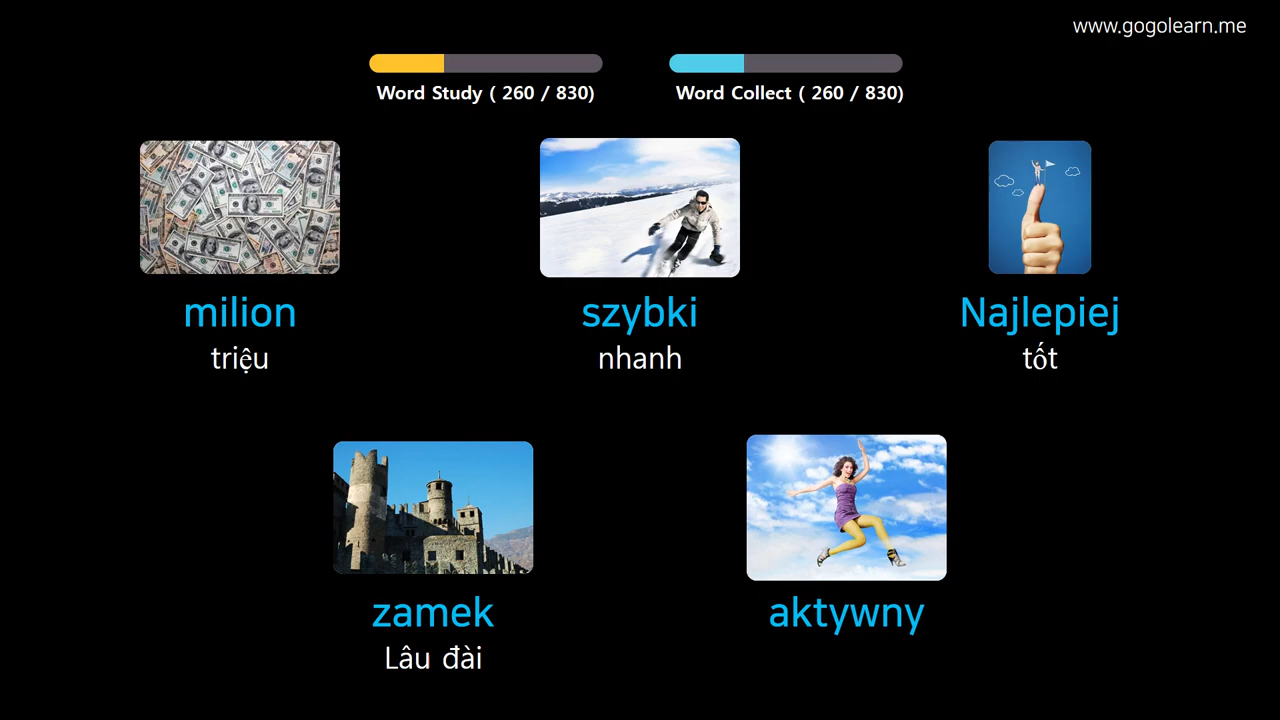 www.gogolearn.me
Word Study ( 260 / 830)
Word Collect ( 260 / 830)
milion
triệu
szybki
nhanh
Najlepiej
tốt
zamek
Lâu đài
aktywny